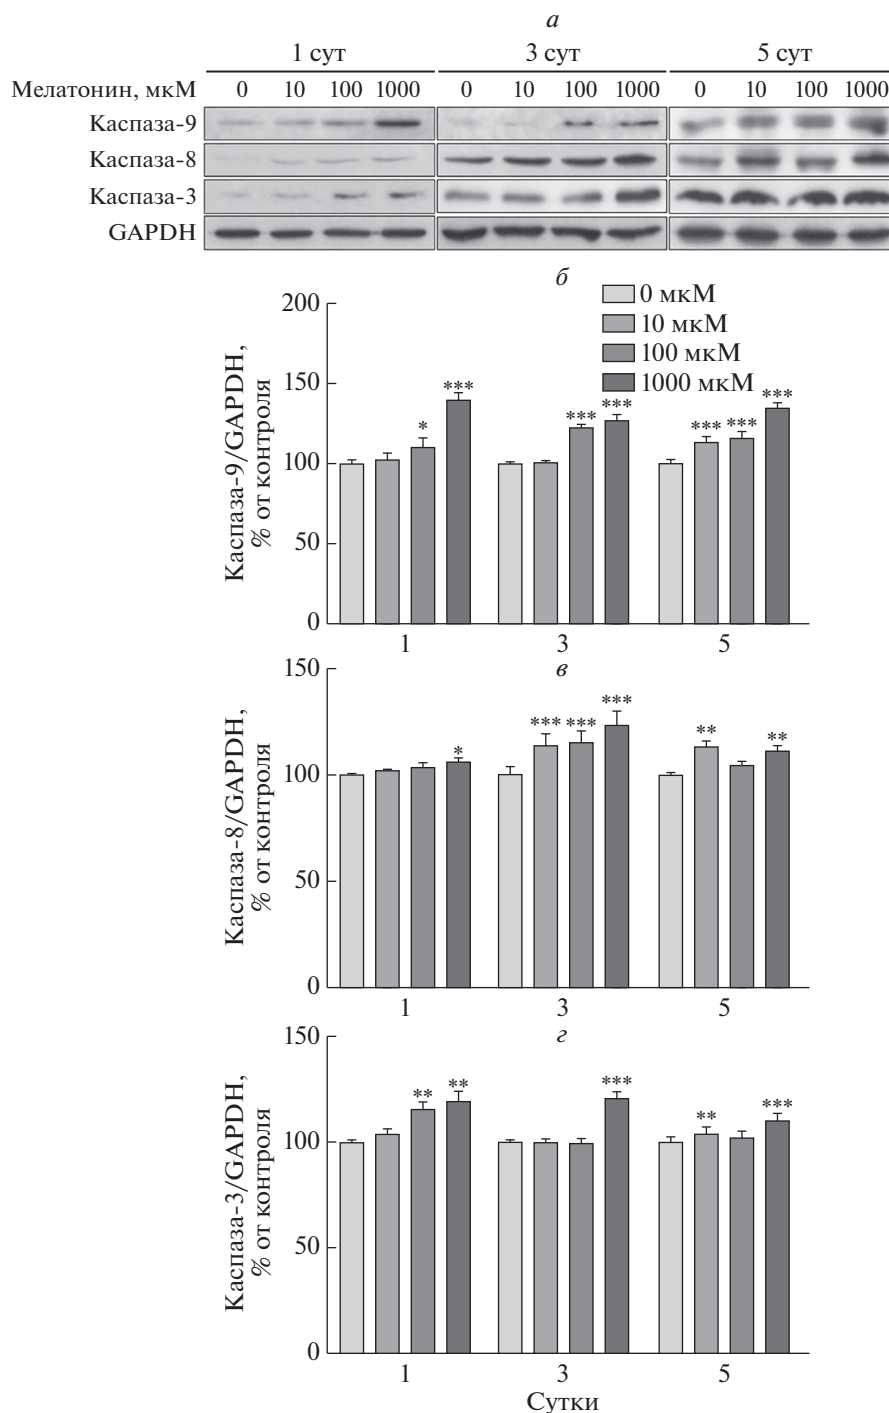 а
1 сут 3 сут 5 сут
Мелатонин, мкМ 0 10 100 1000 0 10 100 1000 0 10 100 1000
Каспаза-9
Каспаза-8
Каспаза-3
GAPDH
б
Каспаза-9/GAPDH,
% от контроля
200
150
100
50
0
0 мкМ
10 мкМ
100 мкМ
1000 мкМ
* *** *** *** *** *** ***
1 3 5
в
Каспаза-8/GAPDH,
% от контроля
150
100
50
0
* *** *** *** ** **
1 3 5
г
Каспаза-3/GAPDH,
% от контроля
150
100
50
0
** ** *** ** ***
1 3 5
Сутки